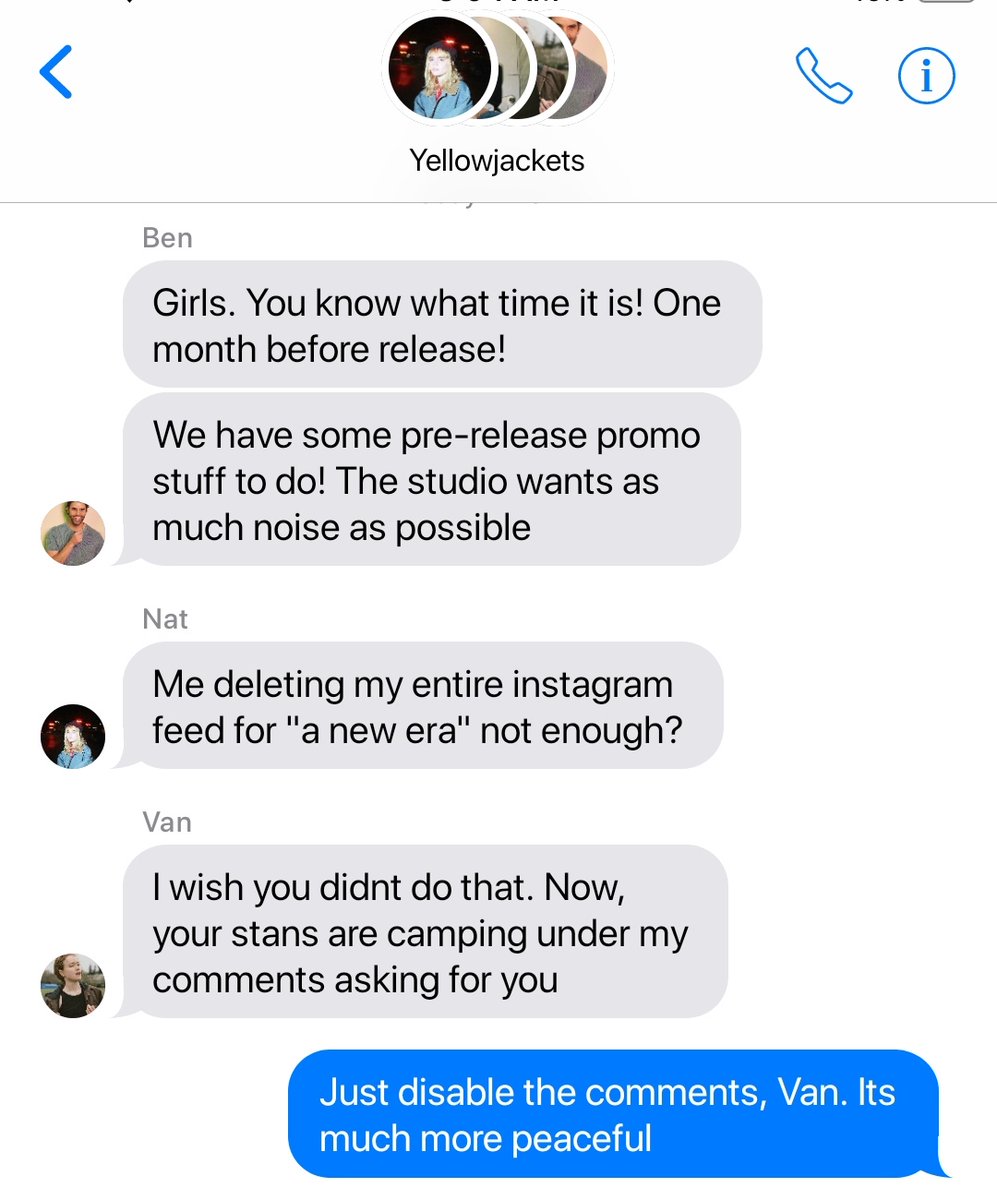 Yellowjackets
Ben
Girls. You know what time it is! One
month before release!
We have some pre-release promo
stuff to do! The studio wants as
much noise as possible
Nat
Me deleting my entire instagram
feed for "a new era" not enough?
Van
I wish you didnt do that. Now,
your stans are camping under my
comments asking for you
Just disable the comments, Van. Its
much more peaceful